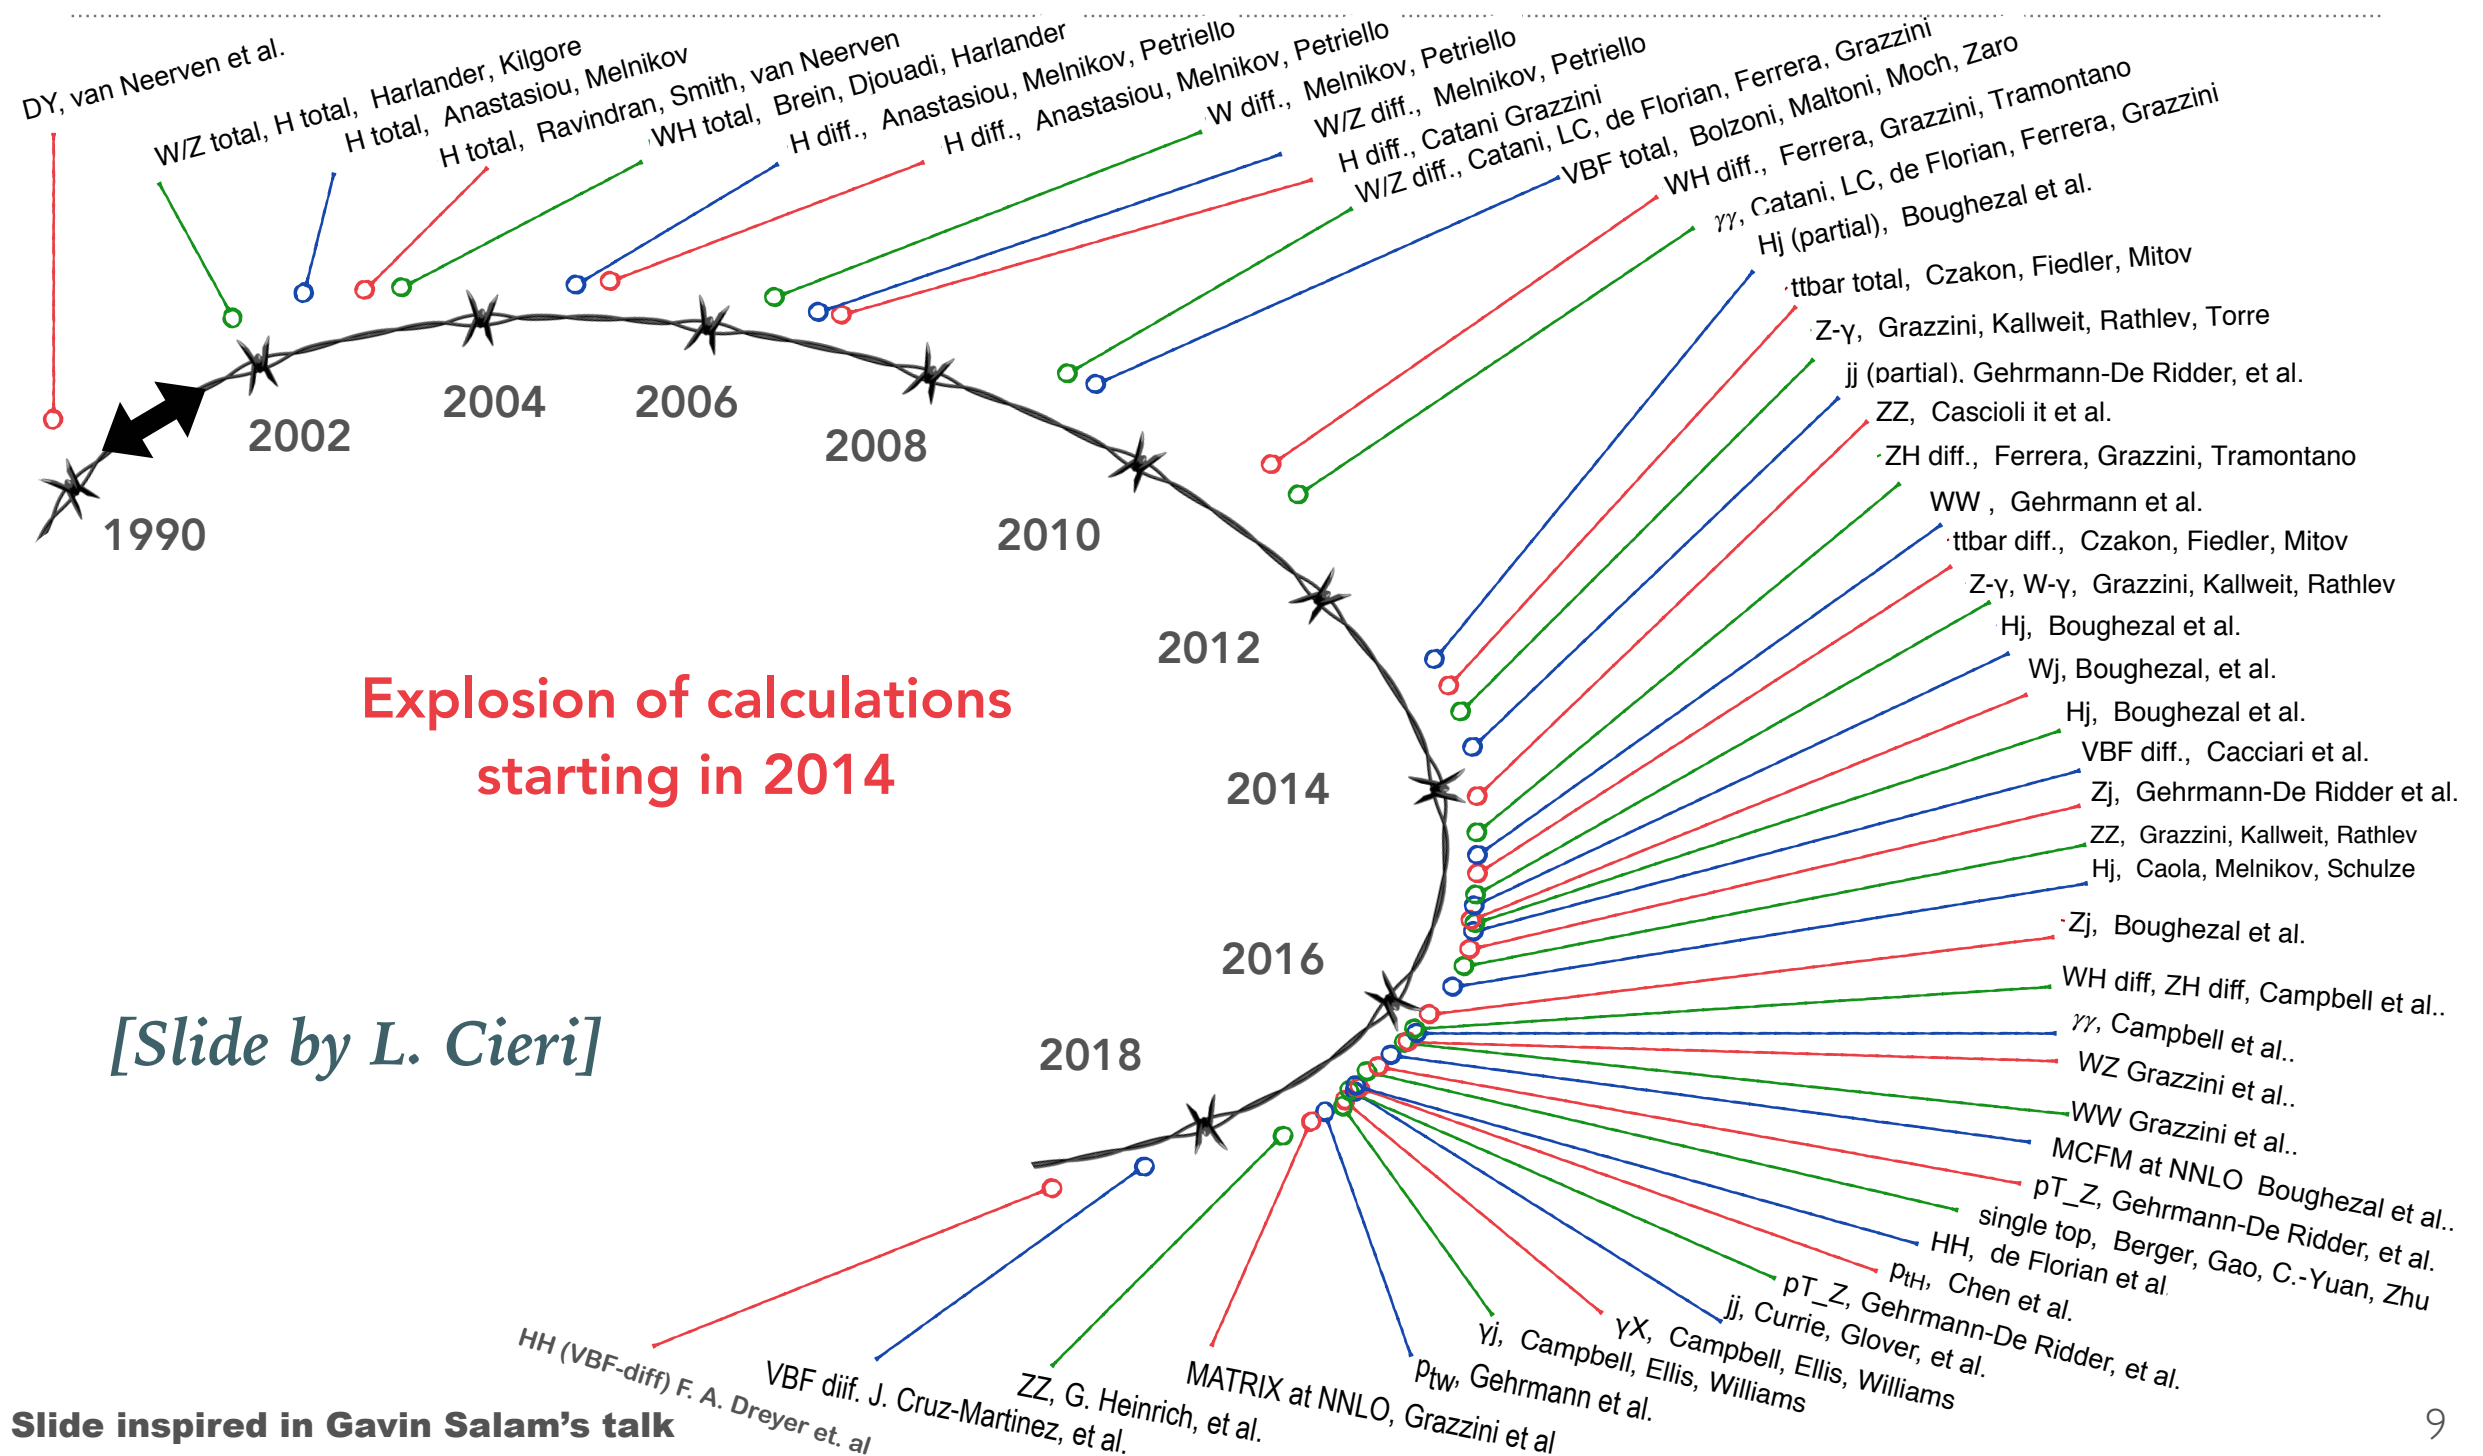 DY, van Neerven et al.
W/Z total, H total, Harlander, Kilgore
H total, Anastasiou, Melnikov
H total, Ravindran, Smith, van Neerven
WH total, Brein, Djouadi, Harlander
H diff., Anastasiou, Melnikov, Petriello
H diff., Anastasiou, Melnikov, Petriello
W diff., Melnikov, Petriello
W/Z diff., Melnikov, Petriello
H diff., Catani Grazzini
W/Z diff., Catani, LC, de Florian, Ferrera, Grazzini
VBF total, Bolzoni, Maltoni, Moch, Zaro
WH diff., Ferrera, Grazzini, Tramontano
γγ, Catani, LC, de Florian, Ferrera, Grazzini
Hj (partial), Boughezal et al.
ttbar total, Czakon, Fiedler, Mitov
Z-γ, Grazzini, Kallweit, Rathlev, Torre
jj (partial), Gehrmann-De Ridder, et al.
ZZ, Cascioli it et al.
ZH diff., Ferrera, Grazzini, Tramontano
WW , Gehrmann et al.
ttbar diff., Czakon, Fiedler, Mitov
Z-γ, W-γ, Grazzini, Kallweit, Rathlev
Hj, Boughezal et al.
Wj, Boughezal, et al.
Hj, Boughezal et al.
VBF diff., Cacciari et al.
Zj, Gehrmann-De Ridder et al.
ZZ, Grazzini, Kallweit, Rathlev
Hj, Caola, Melnikov, Schulze
Zj, Boughezal et al.
WH diff, ZH diff, Campbell et al..
γγ, Campbell et al..
WZ Grazzini et al..
WW Grazzini et al..
MCFM at NNLO Boughezal et al..
pT_Z, Gehrmann-De Ridder, et al.
single top, Berger, Gao, C.-Yuan, Zhu
HH, de Florian et al.
ptH, Chen et al.
pT_Z, Gehrmann-De Ridder, et al.
jj, Currie, Glover, et al.
γX, Campbell, Ellis, Williams
γj, Campbell, Ellis, Williams
ptw, Gehrmann et al.
MATRIX at NNLO, Grazzini et al
ZZ, G. Heinrich, et al.
VBF diif. J. Cruz-Martinez, et al.
HH (VBF-diff) F. A. Dreyer et. al
1990
2002
2004
2006
2008
2010
2012
2014
2016
2018
Explosion of calculations
starting in 2014
[Slide by L. Cieri]
Slide inspired in Gavin Salam's talk
9